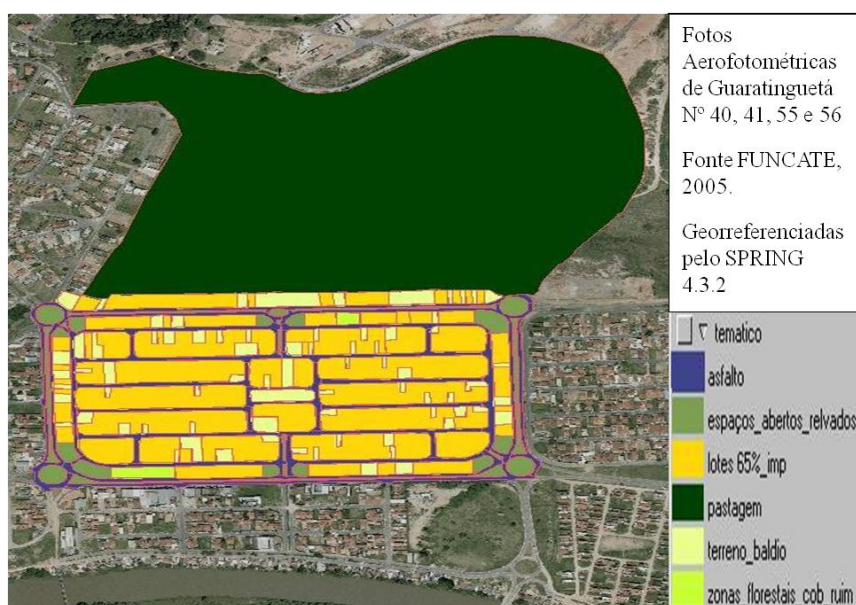 Fotos
Aerofotométricas
de Guaratinguetá
Nº 40, 41, 55 e 56
Fonte FUNCATE,
2005.
Georreferenciadas
pelo SPRING
4.3.2
tematico
asfalto
espaços_abertos_relvados
lotes 65%_imp
pastagem
terreno_baldio
zonas_florestais_cob_ruim